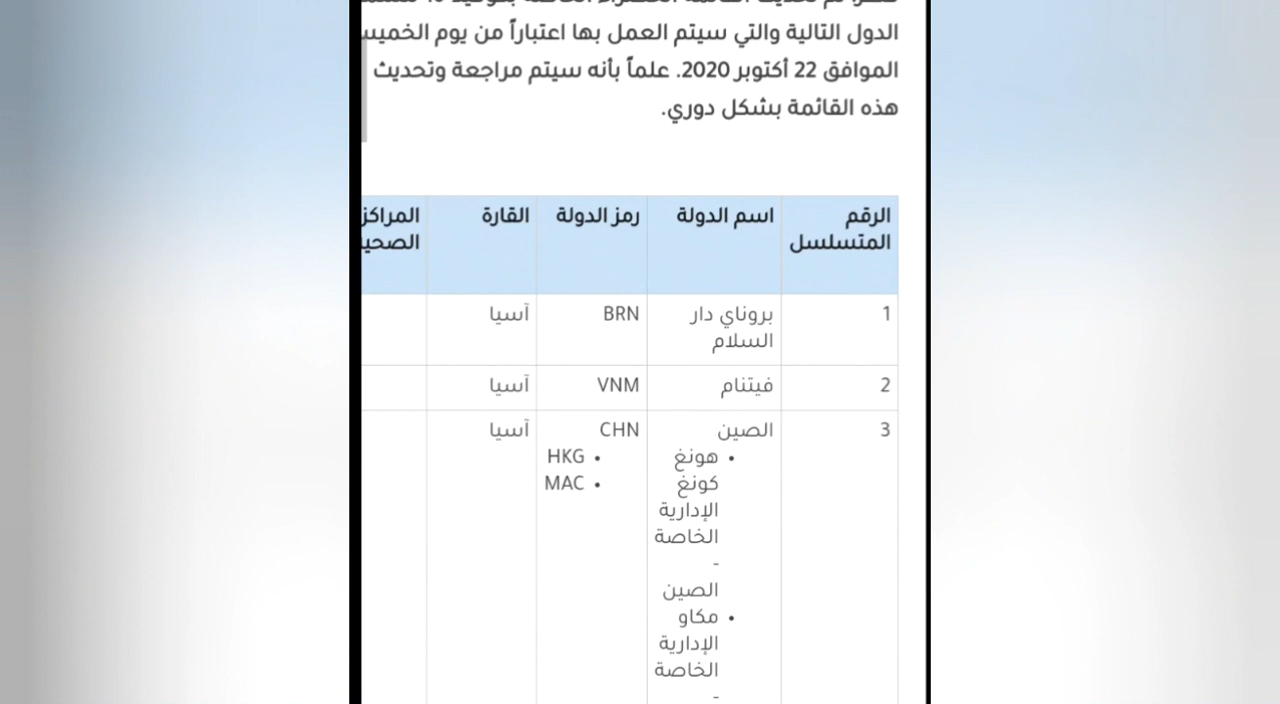 الدول التالية والتي سيتم العمل بها اعتباراً من يوم الخميس
الموافق 22 أكتوبر 2020. علماً بأنه سيتم مراجعة وتحديث
هذه القائمة بشكل دوري.
الرقم المتسلسل
اسم الدولة
رمز الدولة
القارة
المراكز
1
بروناي دار
السلام
BRN
آسيا
2
فيتنام
VNM
آسيا
3
الصين
• هونغ
كونغ
الإدارية
الخاصة
-
الصين
• مكاو
الإدارية
الخاصة
-
CHN
• HKG
• MAC
آسيا